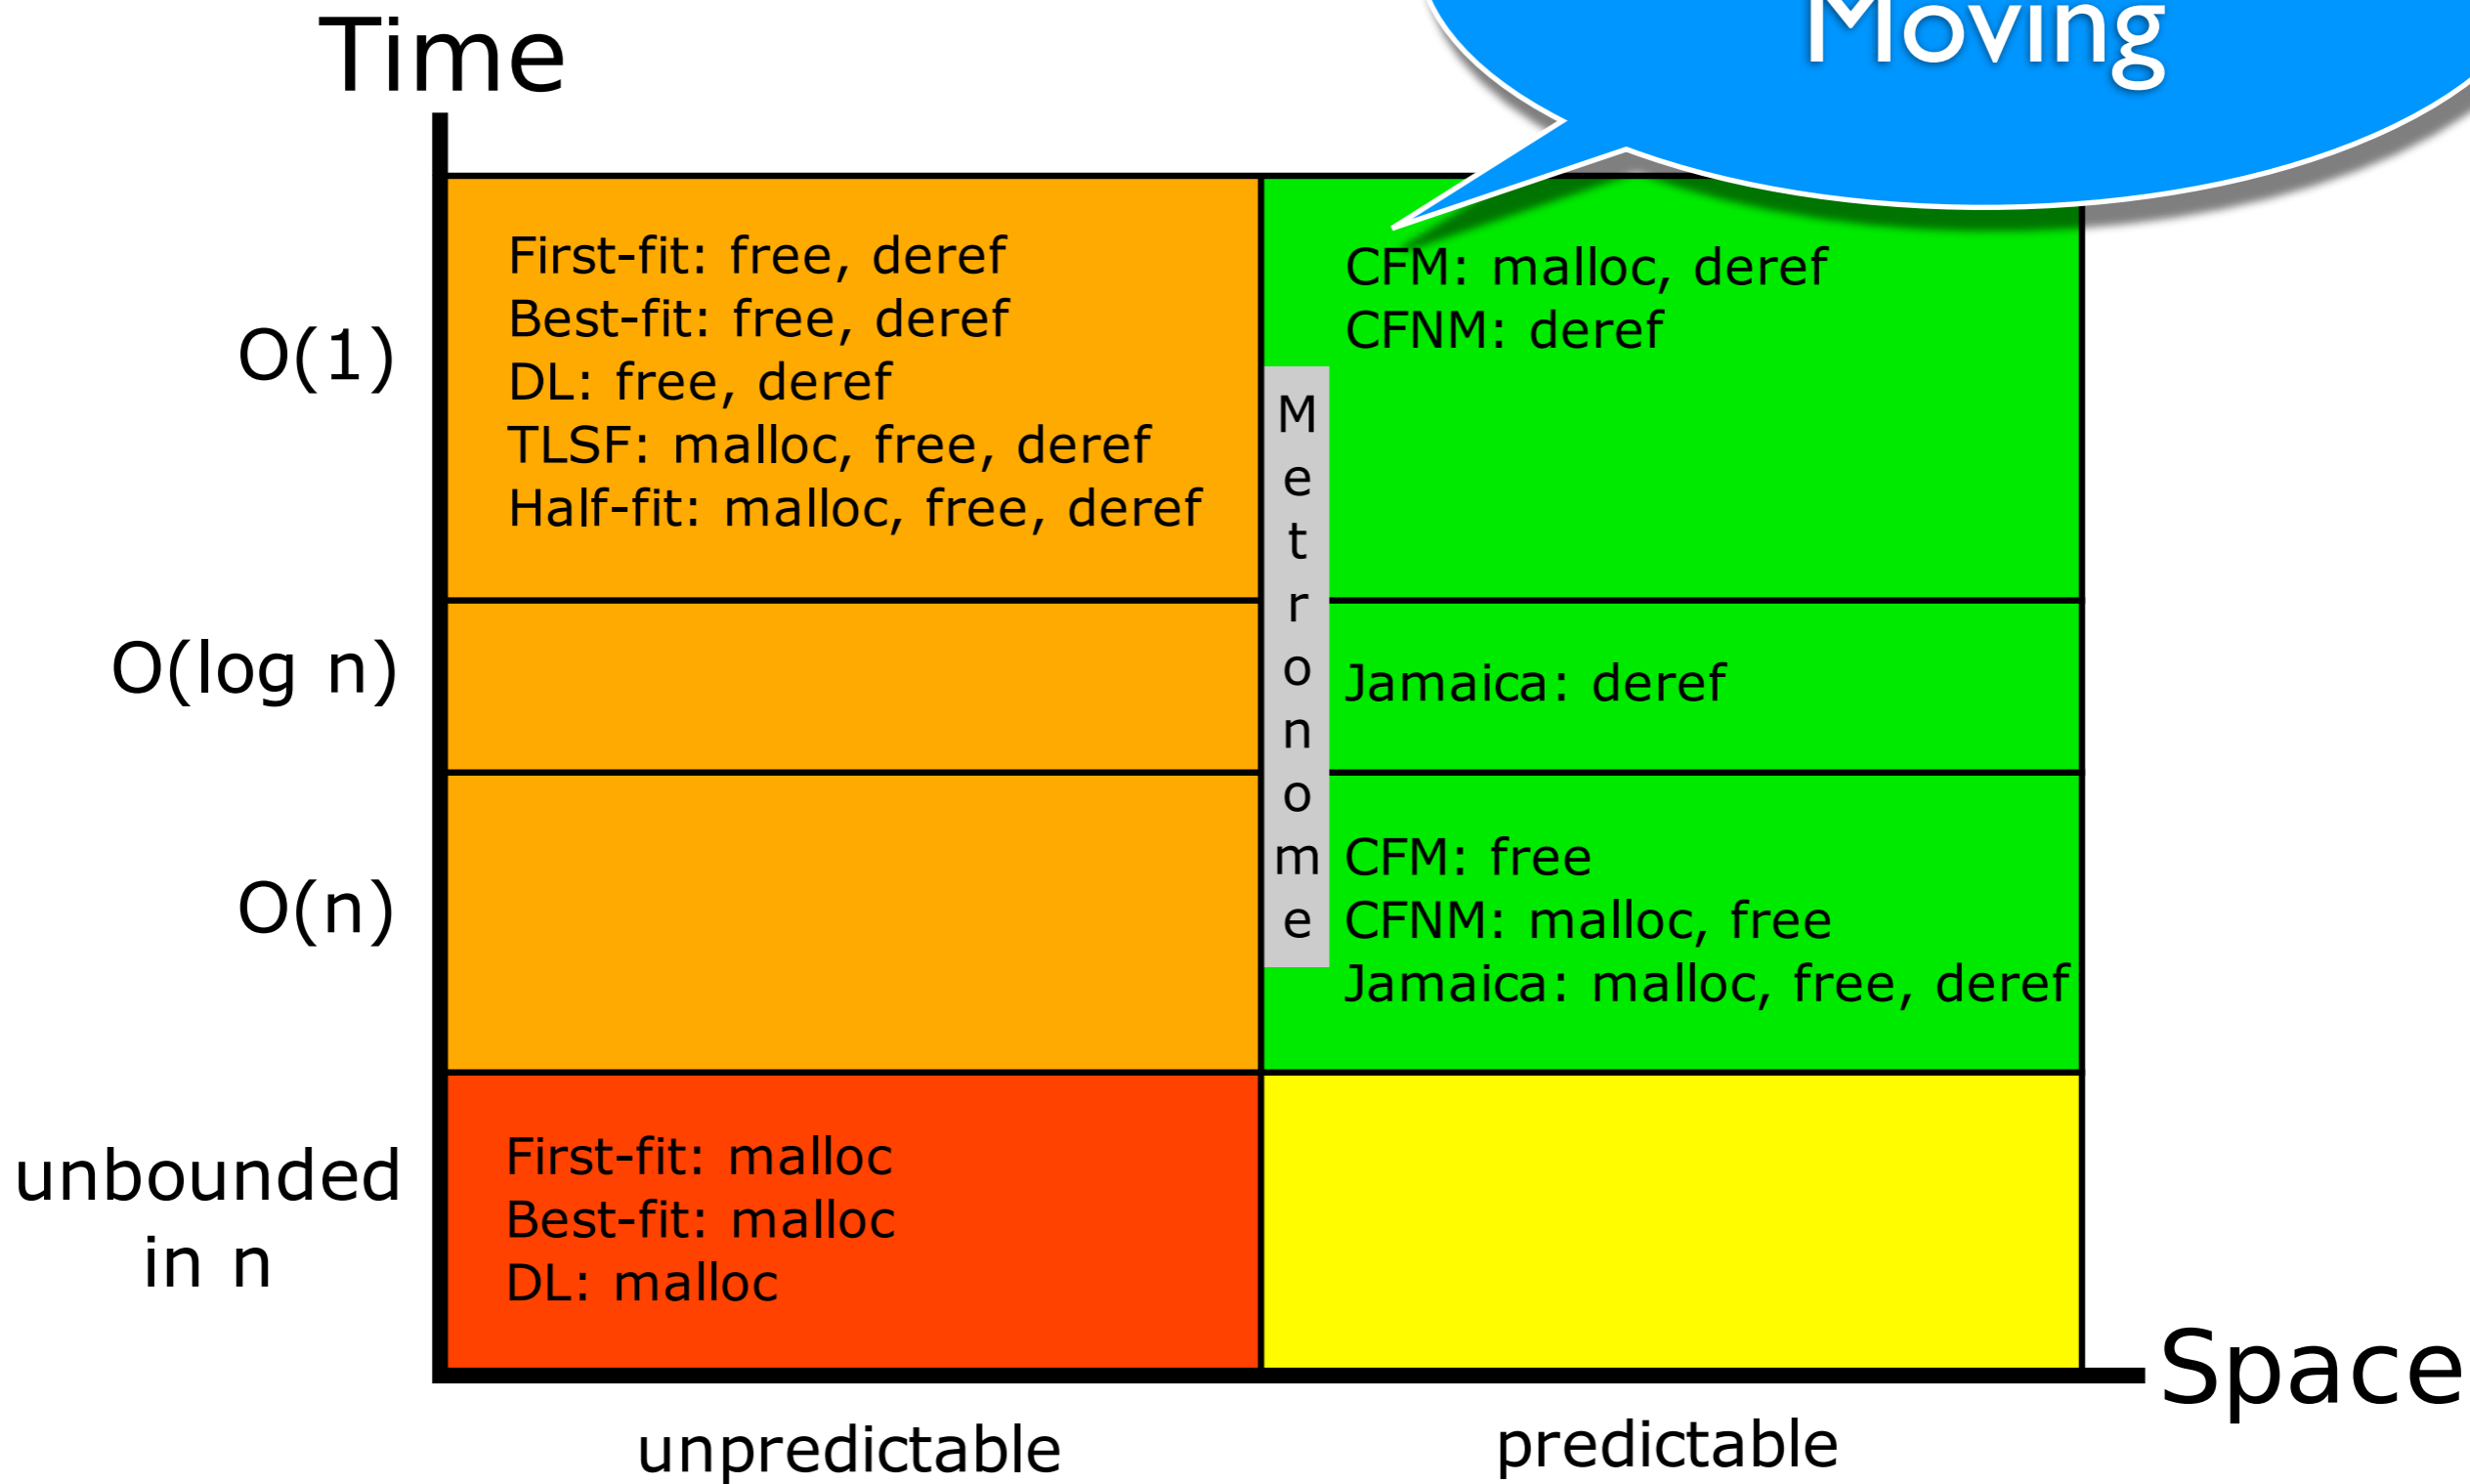 Time
Moving
First-fit: free, deref
Best-fit: free, deref
DL: free, deref
TLSF: malloc, free, deref
Half-fit: malloc, free, deref
CFM: malloc, deref
CFNM: deref
O(1)
Metronome
O(log n)
Jamaica: deref
O(n)
CFM: free
CFNM: malloc, free
Jamaica: malloc, free, deref
unbounded
in n
First-fit: malloc
Best-fit: malloc
DL: malloc
Space
unpredictable
predictable